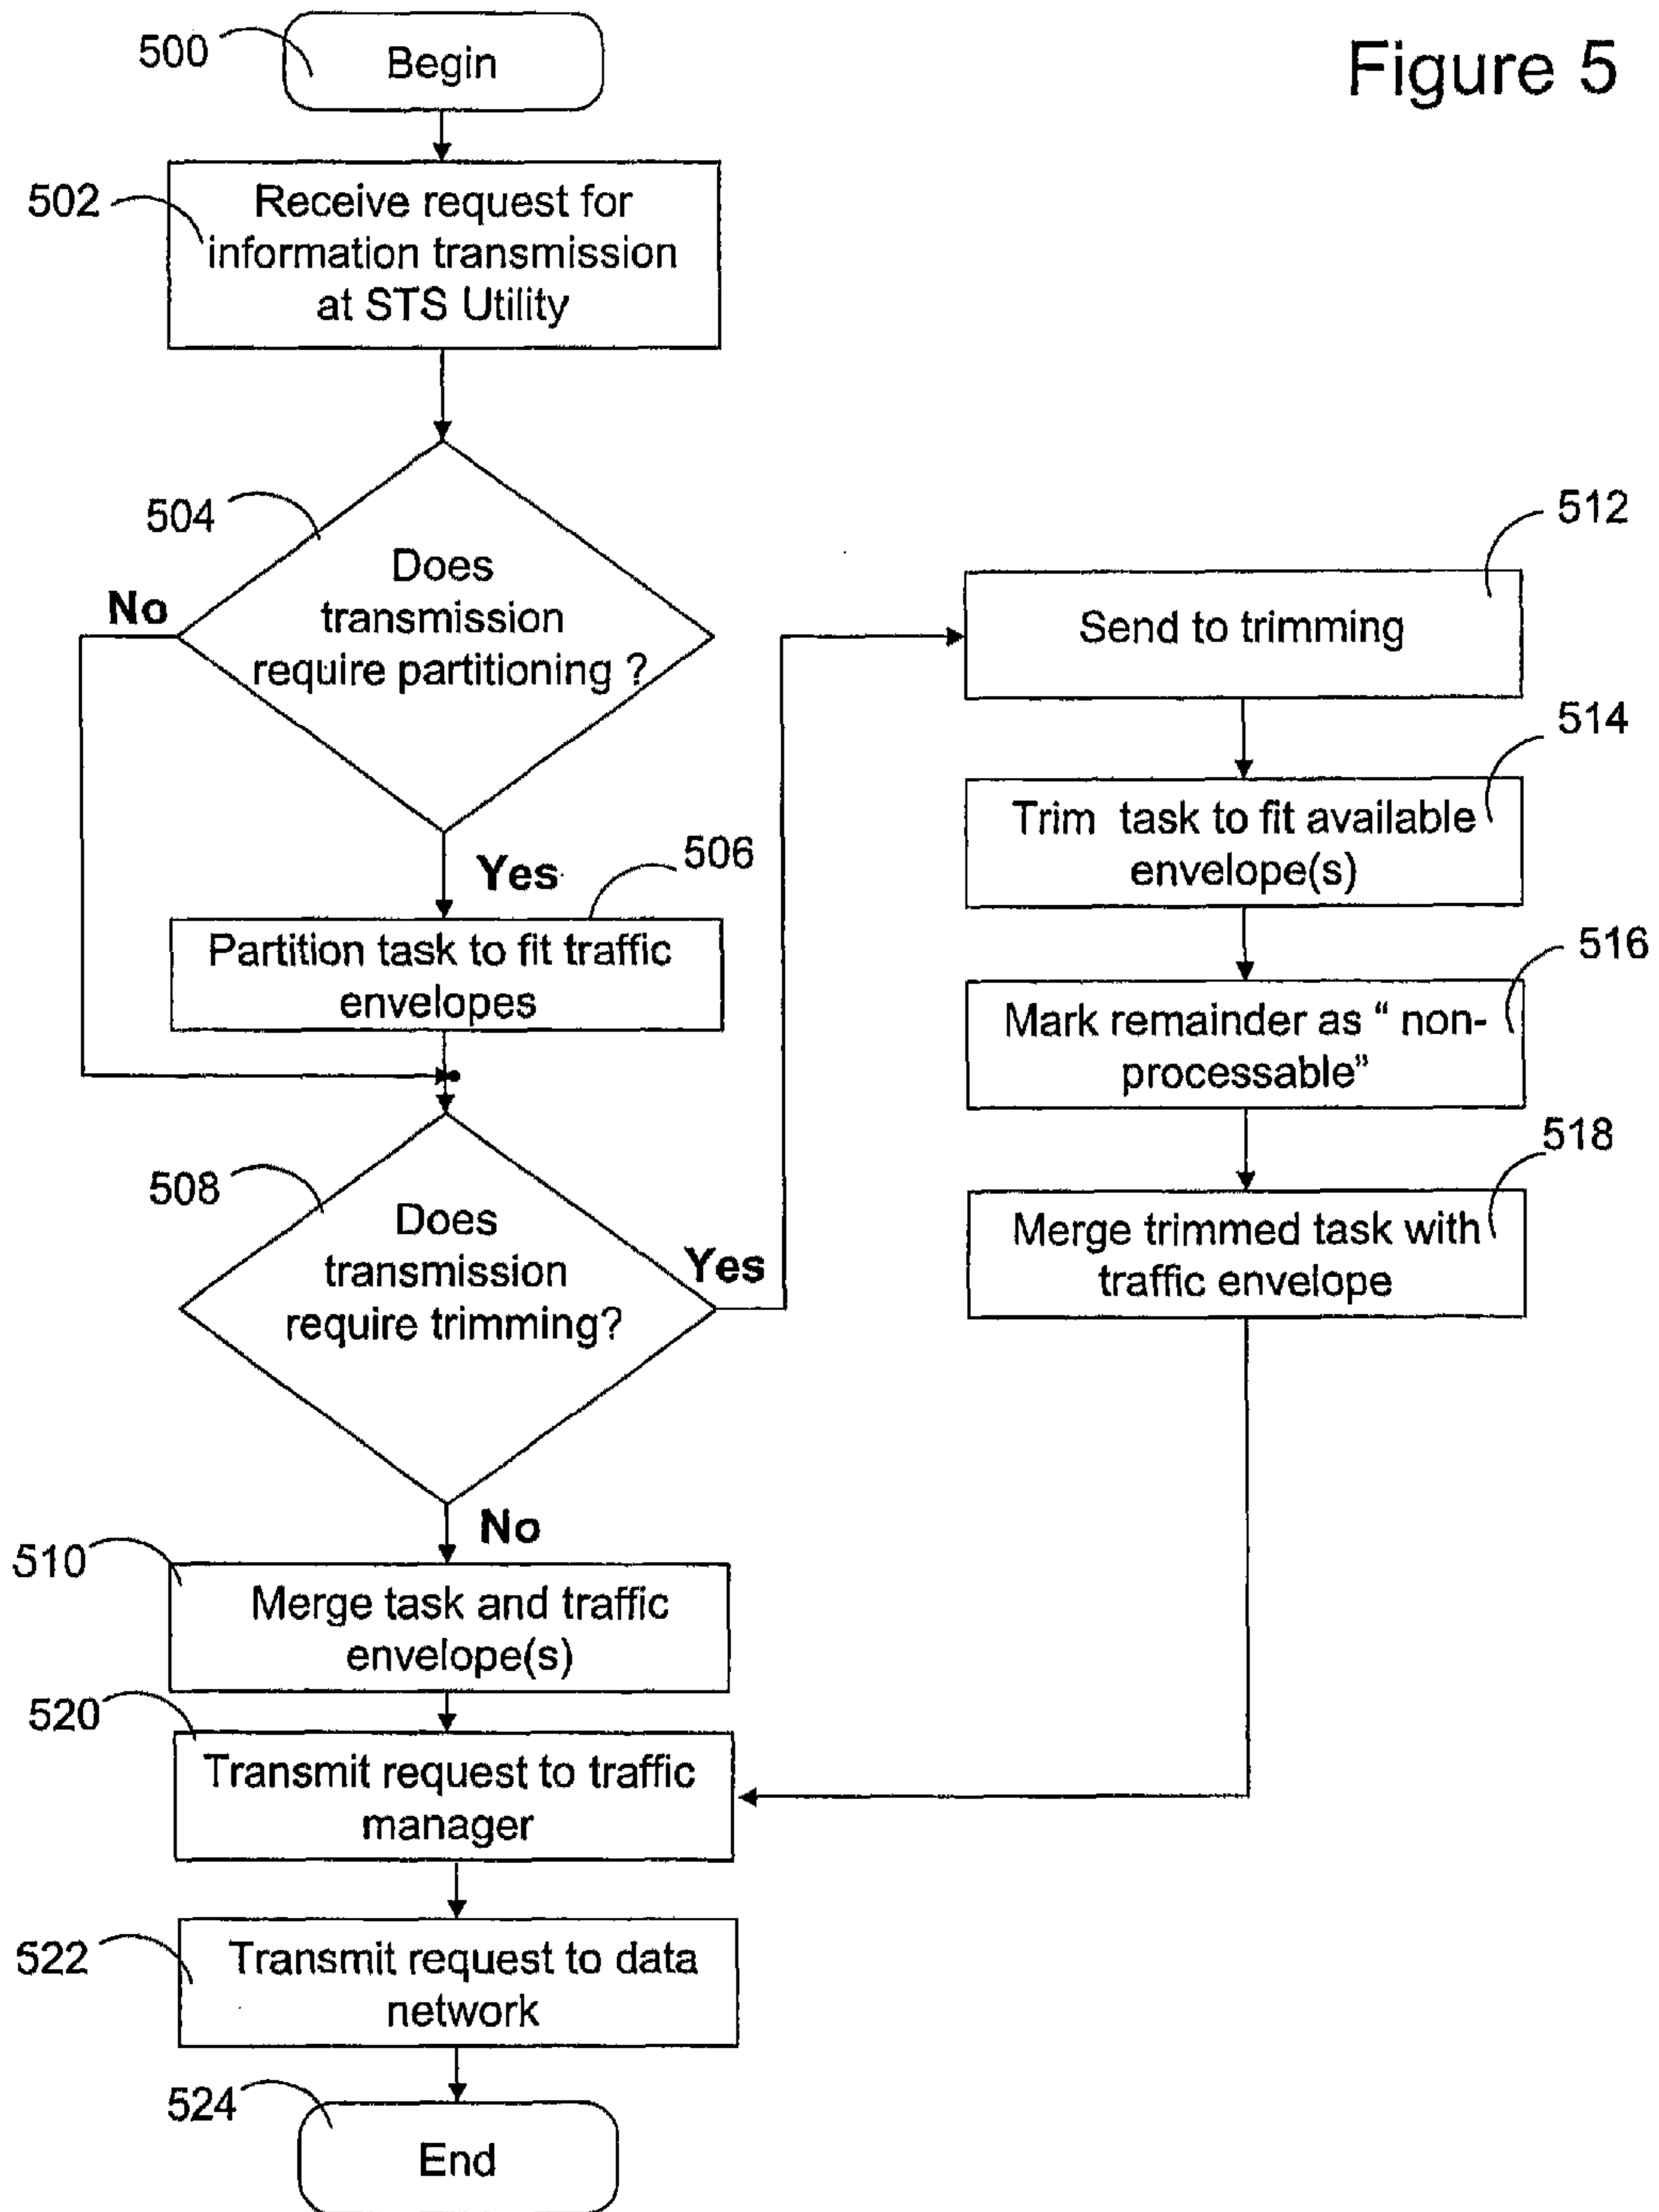 Figure 5
500
Begin
502
Receive request for
information transmission
at STS Utility
504
Does
transmission
require partitioning ?
No
Yes
506
Partition task to fit traffic
envelopes
508
Does
transmission
require trimming?
Yes
No
510
Merge task and traffic
envelope(s)
512
Send to trimming
514
Trim task to fit available
envelope(s)
516
Mark remainder as “ non-
processable”
518
Merge trimmed task with
traffic envelope
520
Transmit request to traffic
manager
522
Transmit request to data
network
524
End